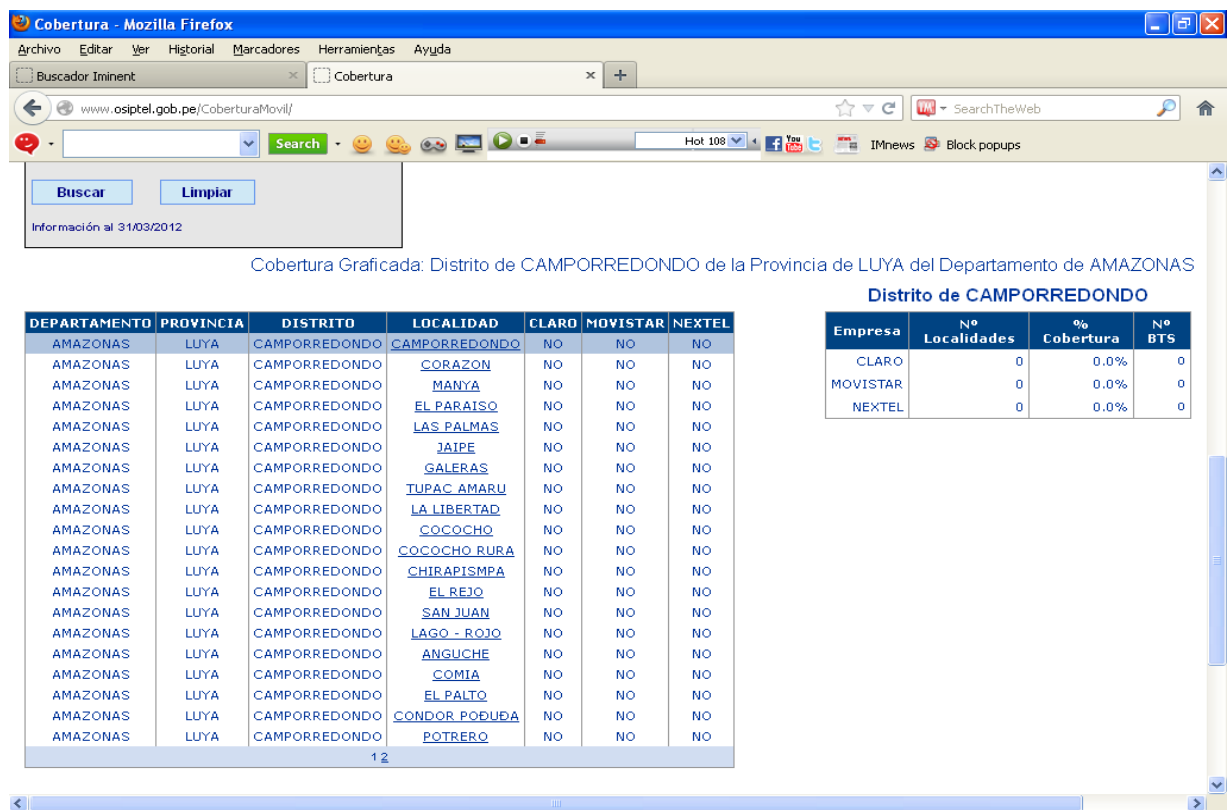 Cobertura - Mozilla Firefox
Archivo Editar Ver Historial Marcadores Herramientas Ayuda
Buscador Iminent × Cobertura × +
www.osiptel.gob.pe/CoberturaMovil/ SearchTheWeb
Search Hot 108 You Tube IMnews Block popups
Buscar Limpiar
Información al 31/03/2012
Cobertura Graficada: Distrito de CAMPORREDONDO de la Provincia de LUYA del Departamento de AMAZONAS
DEPARTAMENTO PROVINCIA DISTRITO LOCALIDAD CLARO MOVISTAR NEXTEL
AMAZONAS LUYA CAMPORREDONDO CAMPORREDONDO NO NO NO
AMAZONAS LUYA CAMPORREDONDO CORAZON NO NO NO
AMAZONAS LUYA CAMPORREDONDO MANYA NO NO NO
AMAZONAS LUYA CAMPORREDONDO EL PARAISO NO NO NO
AMAZONAS LUYA CAMPORREDONDO LAS PALMAS NO NO NO
AMAZONAS LUYA CAMPORREDONDO JAIPE NO NO NO
AMAZONAS LUYA CAMPORREDONDO GALERAS NO NO NO
AMAZONAS LUYA CAMPORREDONDO TUPAC AMARU NO NO NO
AMAZONAS LUYA CAMPORREDONDO LA LIBERTAD NO NO NO
AMAZONAS LUYA CAMPORREDONDO COCOCHO NO NO NO
AMAZONAS LUYA CAMPORREDONDO COCOCHO RURA NO NO NO
AMAZONAS LUYA CAMPORREDONDO CHIRAPISMPA NO NO NO
AMAZONAS LUYA CAMPORREDONDO EL REJO NO NO NO
AMAZONAS LUYA CAMPORREDONDO SAN JUAN NO NO NO
AMAZONAS LUYA CAMPORREDONDO LAGO - ROJO NO NO NO
AMAZONAS LUYA CAMPORREDONDO ANGUCHE NO NO NO
AMAZONAS LUYA CAMPORREDONDO COMIA NO NO NO
AMAZONAS LUYA CAMPORREDONDO EL PALTO NO NO NO
AMAZONAS LUYA CAMPORREDONDO CONDOR POÐUÐA NO NO NO
AMAZONAS LUYA CAMPORREDONDO POTRERO NO NO NO
1 2
Distrito de CAMPORREDONDO
Empresa Nº Localidades % Cobertura Nº BTS
CLARO 0 0.0% 0
MOVISTAR 0 0.0% 0
NEXTEL 0 0.0% 0